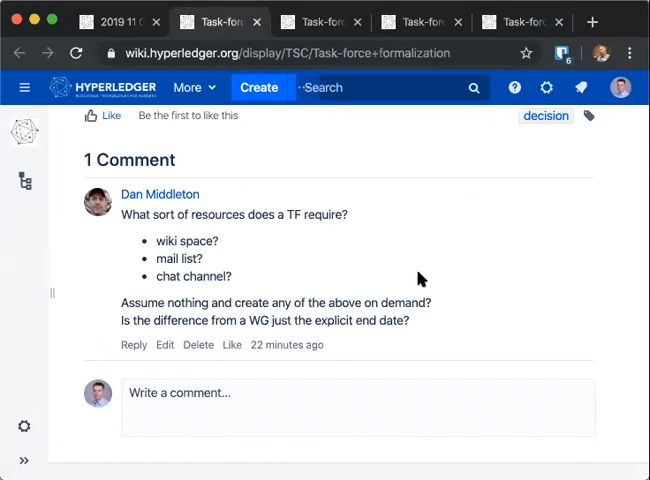 2019 11
Task-forc
Task-forc
Task-forc
Task-forc
wiki.hyperledger.org/display/TSC/Task-force+formalization
6
HYPERLEDGER
More
Create
Search
Like
Be the first to like this
decision
1 Comment
Dan Middleton
What sort of resources does a TF require?
• wiki space?
• mail list?
• chat channel?
Assume nothing and create any of the above on demand?
Is the difference from a WG just the explicit end date?
Reply Edit Delete Like 22 minutes ago
Write a comment...